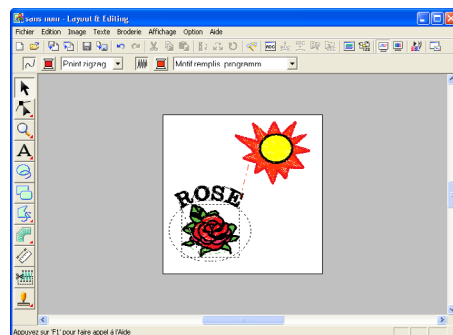 sans nom - Layout & Editing
Fichier Edition Image Texte Broderie Affichage Option Aide
Point zigzag
Motif remplis. programm
A
ROSE
Appuyez sur 'F1' pour faire appel à l'Aide